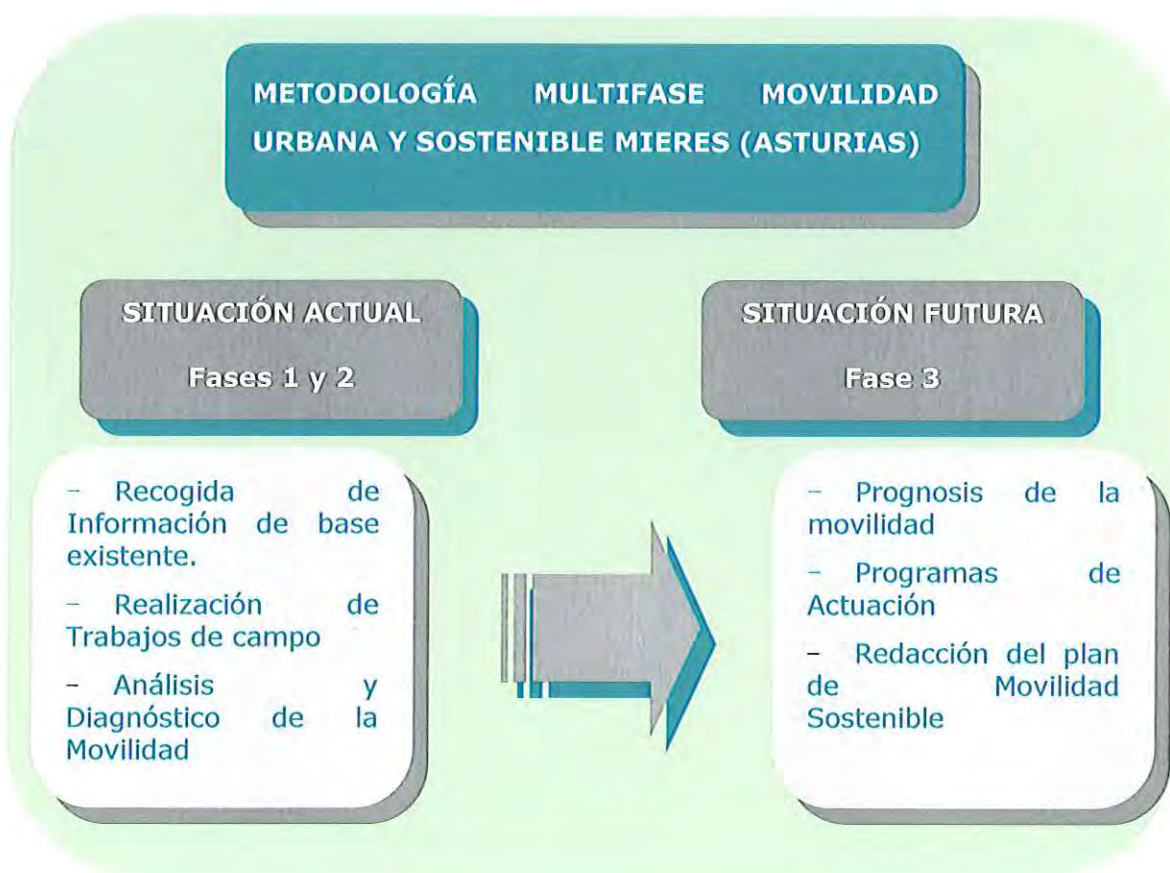 METODOLOGÍA MULTIFASE MOVILIDAD
URBANA Y SOSTENIBLE MIERES (ASTURIAS)
SITUACIÓN ACTUAL
Fases 1 y 2
- Recogida de
Información de base
existente.
- Realización de
Trabajos de campo
- Análisis y
Diagnóstico de la
Movilidad
SITUACIÓN FUTURA
Fase 3
- Prognosis de la
movilidad
- Programas de
Actuación
- Redacción del plan
de Movilidad
Sostenible